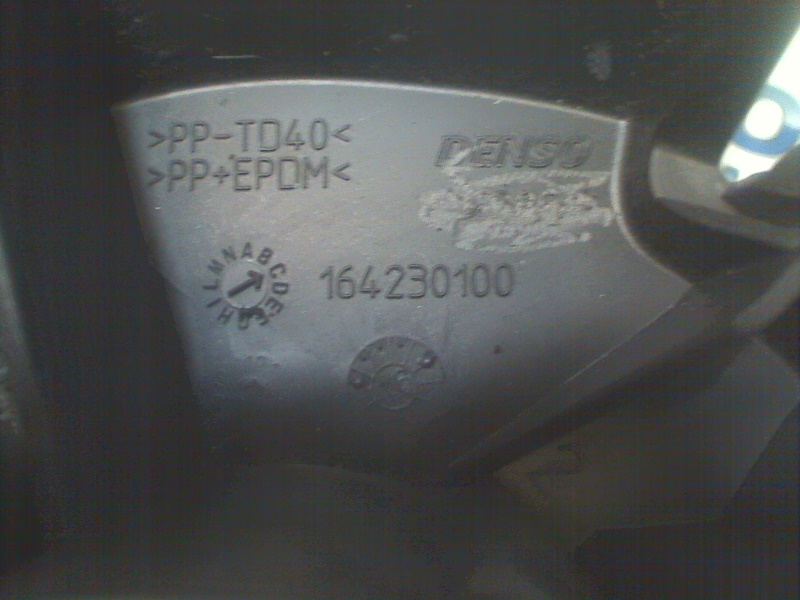 >PP-TD40<
>PP+EPDM<
DENSO
164230100